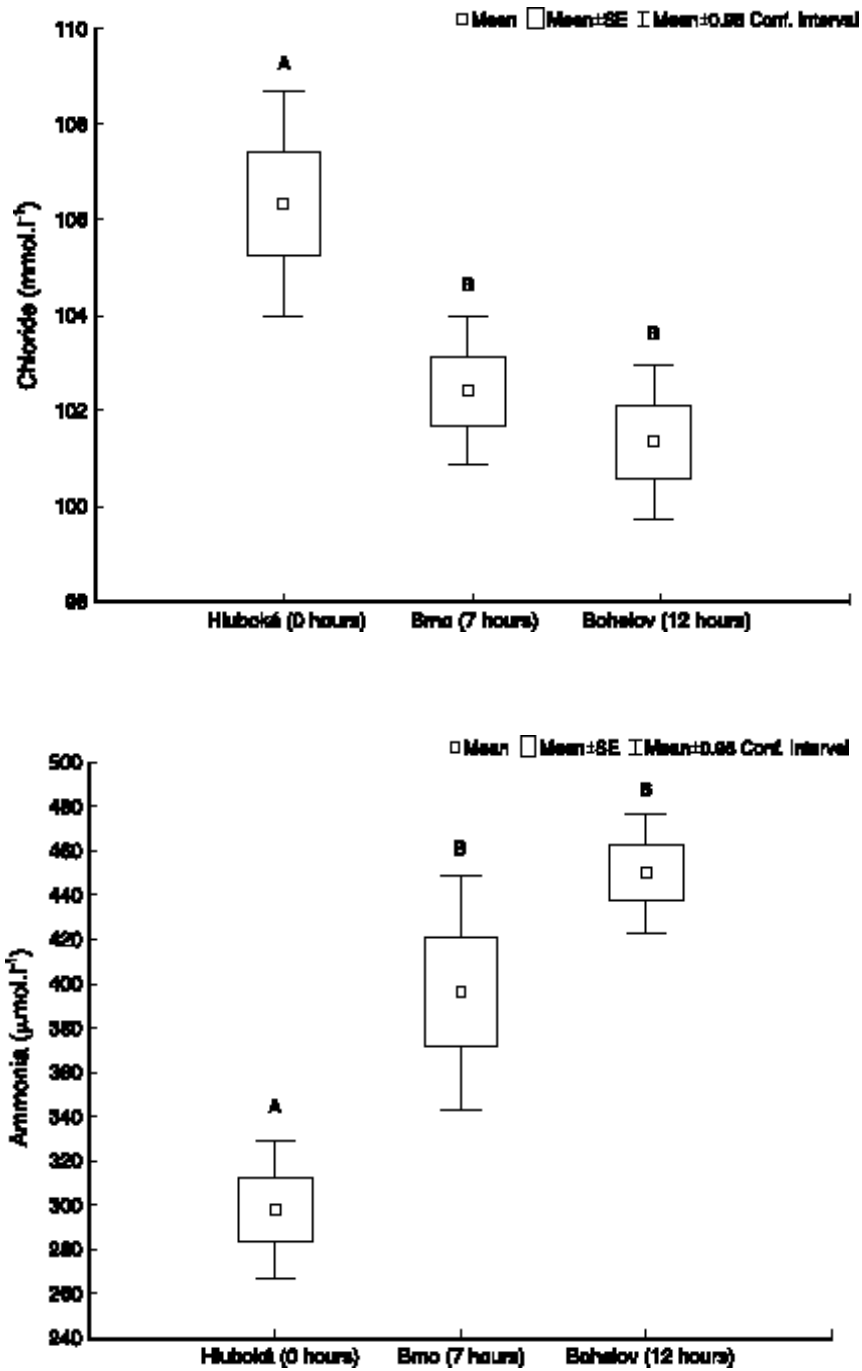 Mean Mean±SE Mean±0.95 Conf. Interval
110
A
108
106
B
104
B
102
100
98
Chloride (mmol.l-1)
Hluboká (0 hours) Brno (7 hours) Bohelov (12 hours)
Mean Mean±SE Mean±0.95 Conf. Interval
500
B
480
460
B
440
420
400
380
360
340
A
320
300
280
260
240
Ammonia (µmol.l-1)
Hluboká (0 hours) Brno (7 hours) Bohelov (12 hours)